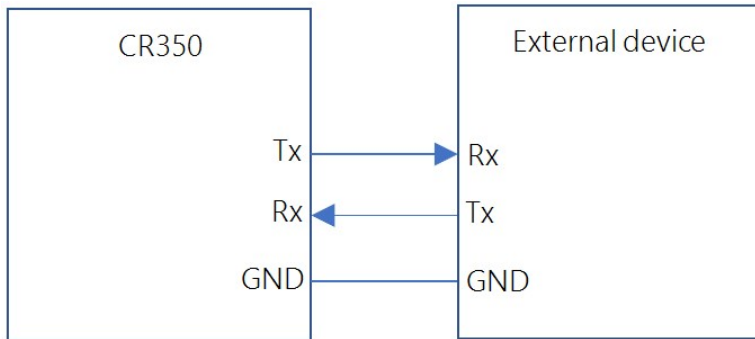 CR350
External device
Tx
Rx
Rx
Tx
GND
GND